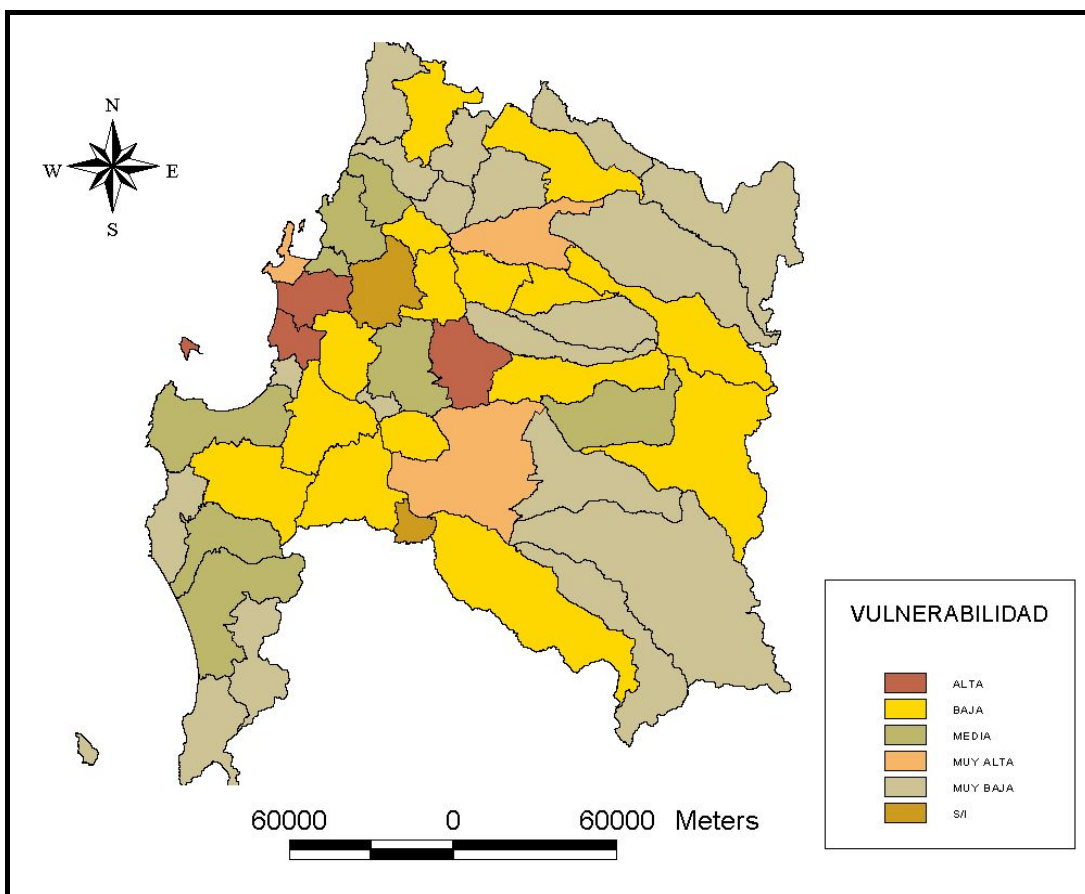 N
W E
S
VULNERABILIDAD
ALTA
BAJA
MEDIA
MUY ALTA
MUY BAJA
S/I
60000 0 60000 Meters